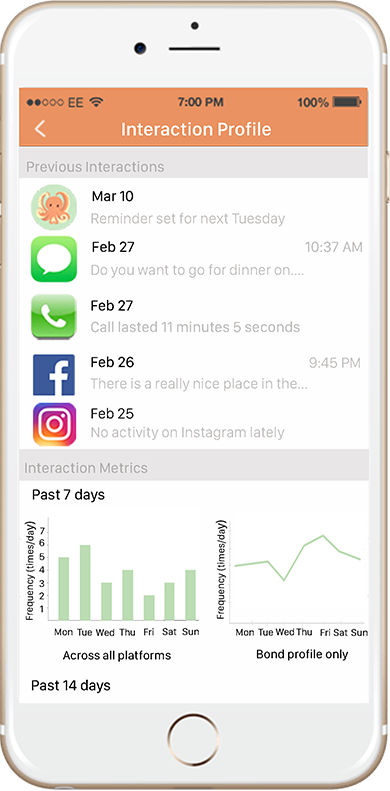 EE 7:00 PM 100%
Interaction Profile
Previous Interactions
Mar 10
Reminder set for next Tuesday
Feb 27 10:37 AM
Do you want to go for dinner on....
Feb 27
Call lasted 11 minutes 5 seconds
Feb 26 9:45 PM
There is a really nice place in the...
Feb 25
No activity on Instagram lately
Interaction Metrics
Past 7 days
Frequency (times/day)
7
6
5
4
3
2
1
Mon Tue Wed Thu Fri Sat Sun
Across all platforms
Frequency (times/day)
Mon Tue Wed Thu Fri Sat Sun
Bond profile only
Past 14 days